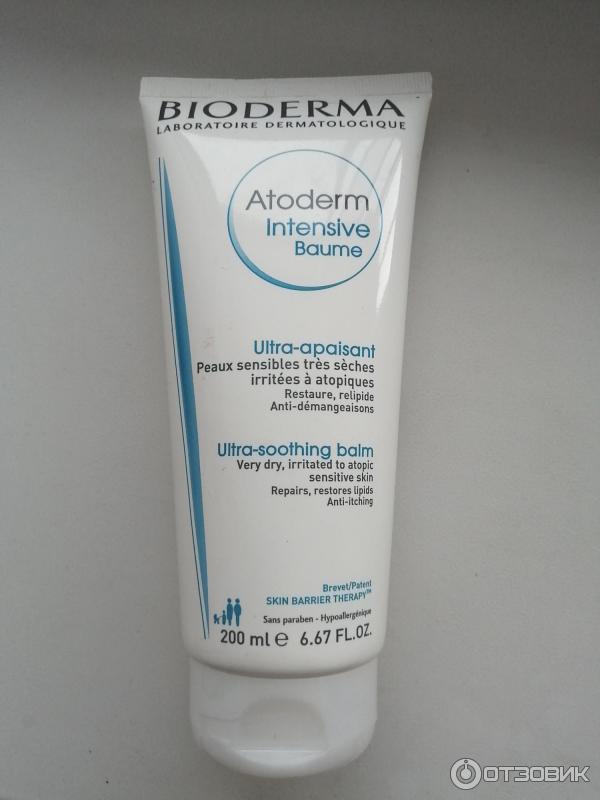 BIODERMA
LABORATOIRE DERMATOLOGIQUE
Atoderm
Intensive
Baume
Ultra-apaisant
Peaux sensibles très sèches
irritées à atopiques
Restaure, relipide
Anti-démangeaisons
Ultra-soothing balm
Very dry, irritated to atopic
sensitive skin
Repairs, restores lipids
Anti-itching
Brevet/Patent
SKIN BARRIER THERAPY™
Sans paraben - Hypoallergénique
200 ml e 6.67 FL.OZ.
ОТЗОВИК